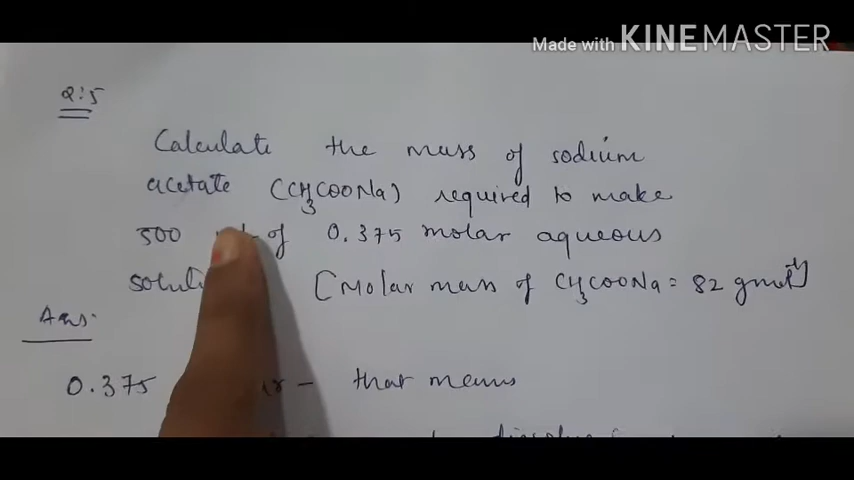 Made with KINEMASTER
Q:5
Calculate the mass of sodium
acetate (CH3COONa) required to make
500 of 0.375 molar aqueous
[Molar mass of CH3COONa = 82 gmol-1]
Ans.
0.375 – that means